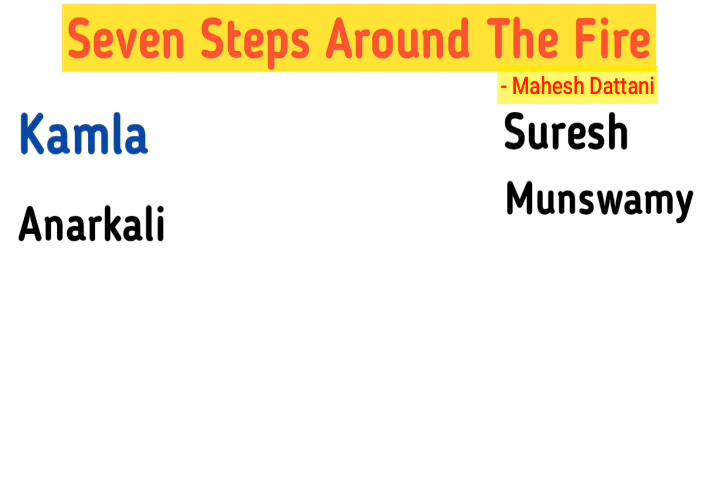 Seven Steps Around The Fire
- Mahesh Dattani
Kamla
Suresh
Munswamy
Anarkali